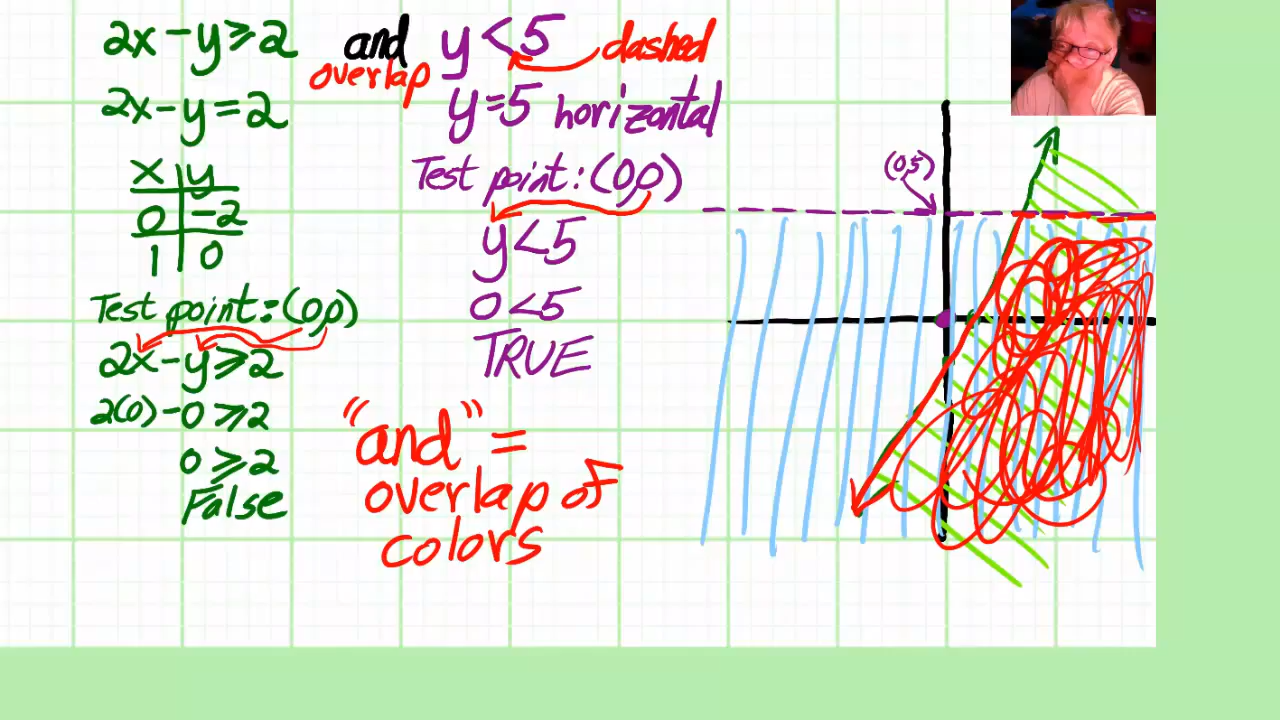 2x - y ≥ 2 and y < 5 dashed
overlap
2x - y = 2
y = 5 horizontal
x y
0 -2
1 0
Test point: (0,0)
2x - y ≥ 2
2(0) - 0 ≥ 2
0 ≥ 2
False
Test point: (0,0)
y < 5
0 < 5
TRUE
"and" =
overlap of
colors
(0,5)